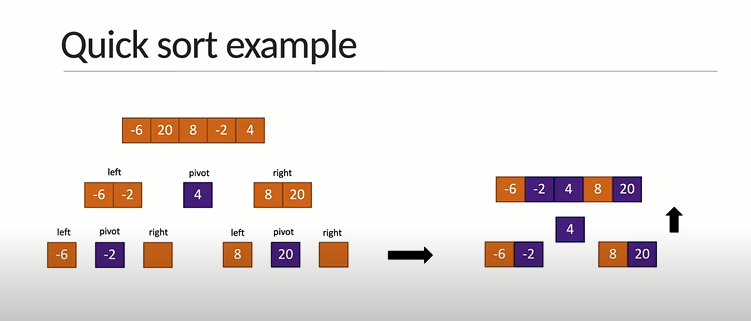 Quick sort example
-6 20 8 -2 4
left pivot right
-6 -2 4 8 20
left pivot right left pivot right
-6 -2 8 20
-6 -2 4 8 20
4
-6 -2 8 20